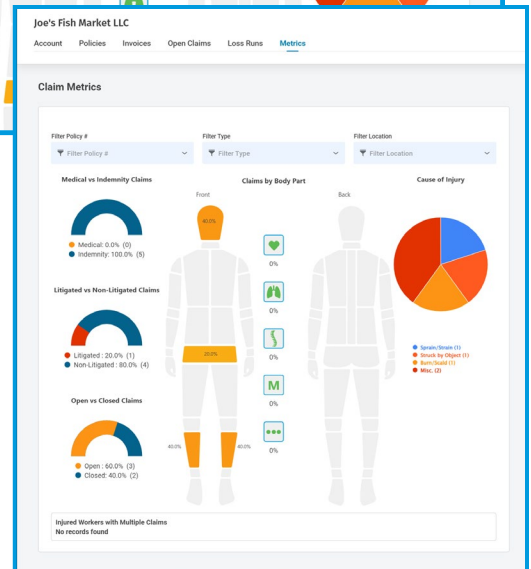 Joe's Fish Market LLC
Account Policies Invoices Open Claims Loss Runs Metrics
Claim Metrics
Filter Policy # Filter Type Filter Location
Filter Policy # Filter Type Filter Location
Medical vs Indemnity Claims
Medical: 0.0% (0)
Indemnity: 100.0% (5)
Litigated vs Non-Litigated Claims
Litigated : 20.0% (1)
Non-Litigated: 80.0% (4)
Open vs Closed Claims
Open : 60.0% (3)
Closed: 40.0% (2)
Claims by Body Part
Front Back
40.0%
20.0%
40.0% 40.0%
0%
0%
0%
M
0%
0%
Cause of Injury
Sprain/Strain (1)
Struck by Object (1)
Burn/Scald (1)
Misc. (2)
Injured Workers with Multiple Claims
No records found